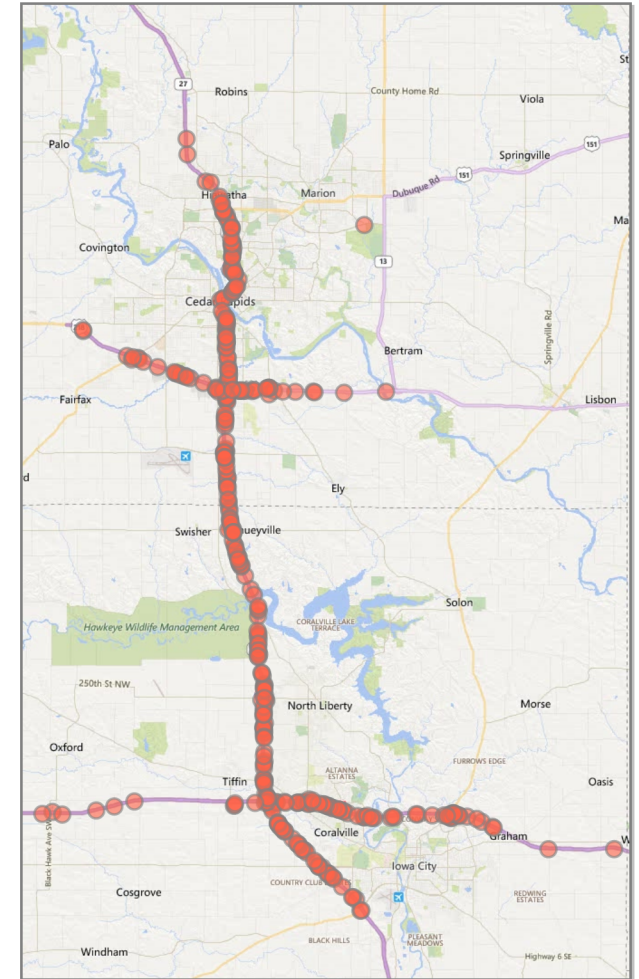 St
27
Robins
County Home Rd
Viola
151
Palo
151
Springville
Dubuque Rd
Marion
Ma
Covington
13
Springville Rd
Bertram
Fairfax
Lisbon
d
Ely
Swisher
ueyville
Solon
Hawkeye Wildlife Management Area
CORALVILLE LAKE
TERRACE
250th St NW
North Liberty
Morse
Oxford
FURROWS EDGE
ALTANNA
ESTATES
Tiffin
Oasis
Black Hawk Ave SW
Coralville
Graham
W
Iowa City
COUNTRY CLUB
Cosgrove
REDWING
ESTATES
BLACK HILLS
PLEASANT
MEADOWS
Windham
Highway 6 SE